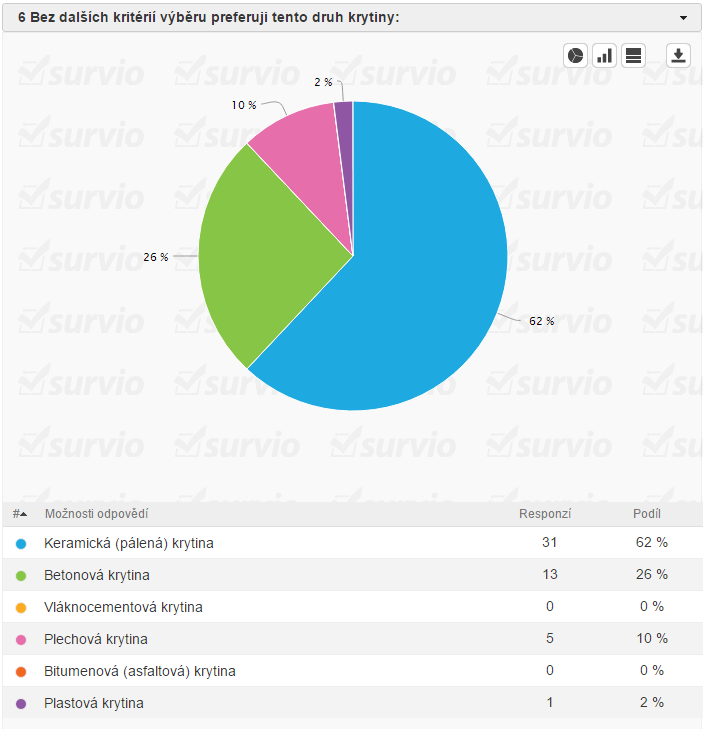 6 Bez dalších kritérií výběru preferuji tento druh krytiny:
2 %
10 %
26 %
62 %
survio
# Možnosti odpovědí Responzí Podíl
Keramická (pálená) krytina 31 62 %
Betonová krytina 13 26 %
Vláknocementová krytina 0 0 %
Plechová krytina 5 10 %
Bitumenová (asfaltová) krytina 0 0 %
Plastová krytina 1 2 %